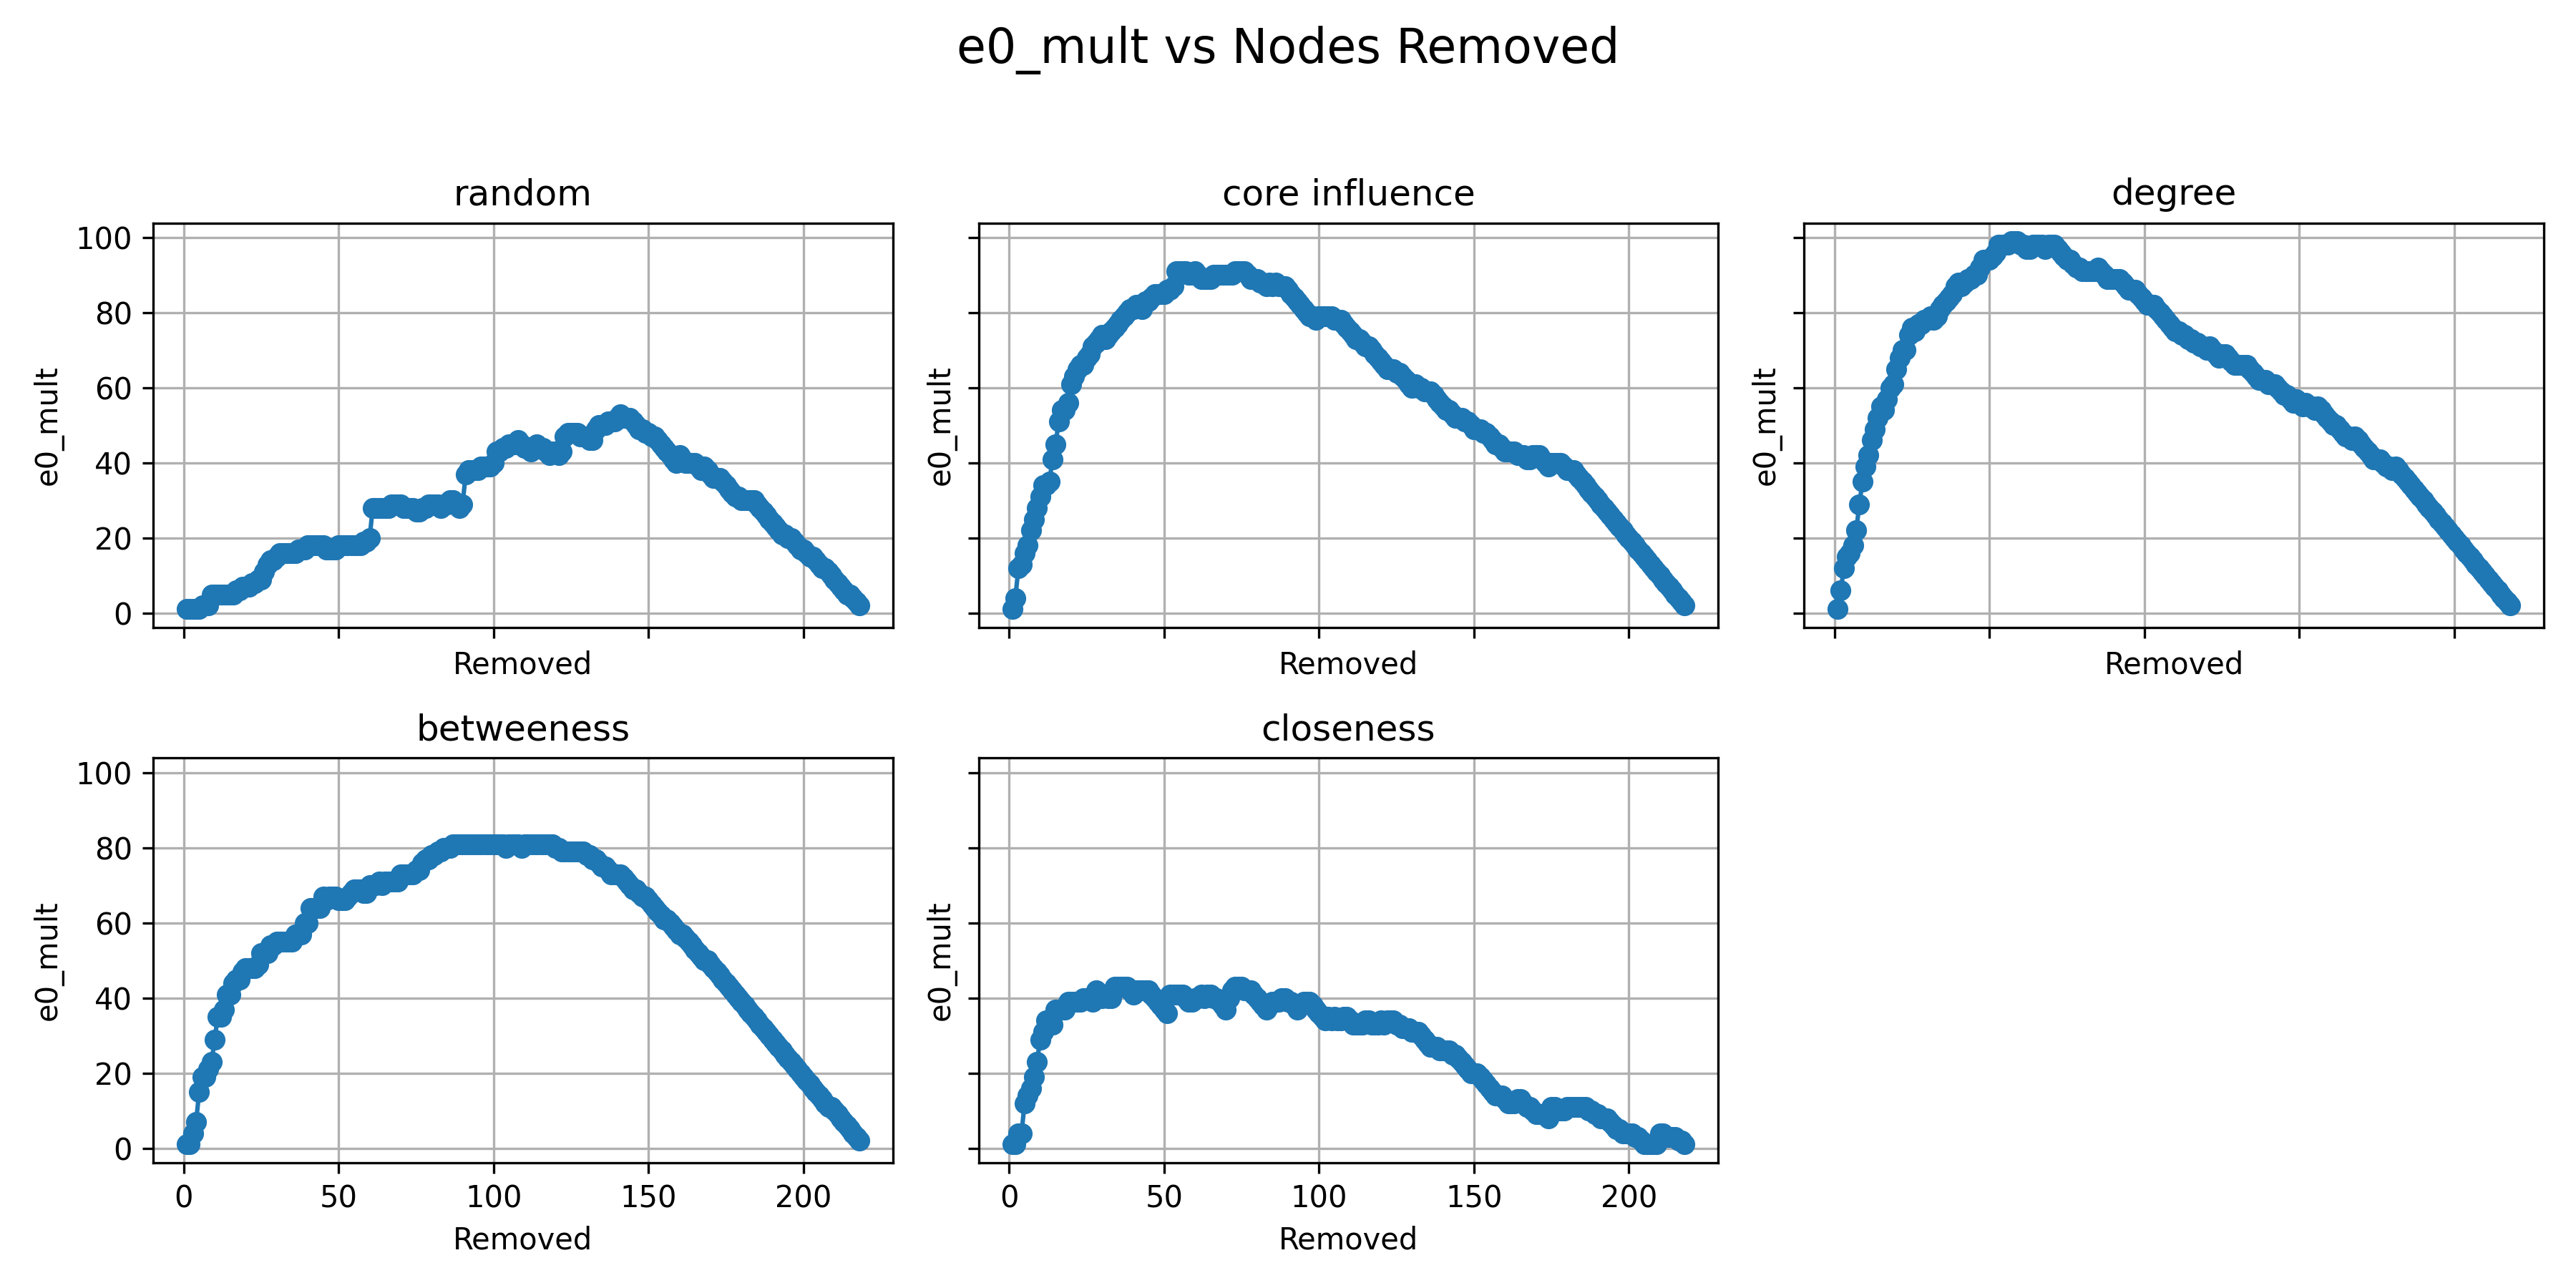 e0_mult vs Nodes Removed
random
core influence
degree
100
80
60
40
20
0
e0_mult
e0_mult
e0_mult
Removed
Removed
Removed
betweeness
closeness
100
80
60
40
20
0
e0_mult
e0_mult
0 50 100 150 200
0 50 100 150 200
Removed
Removed